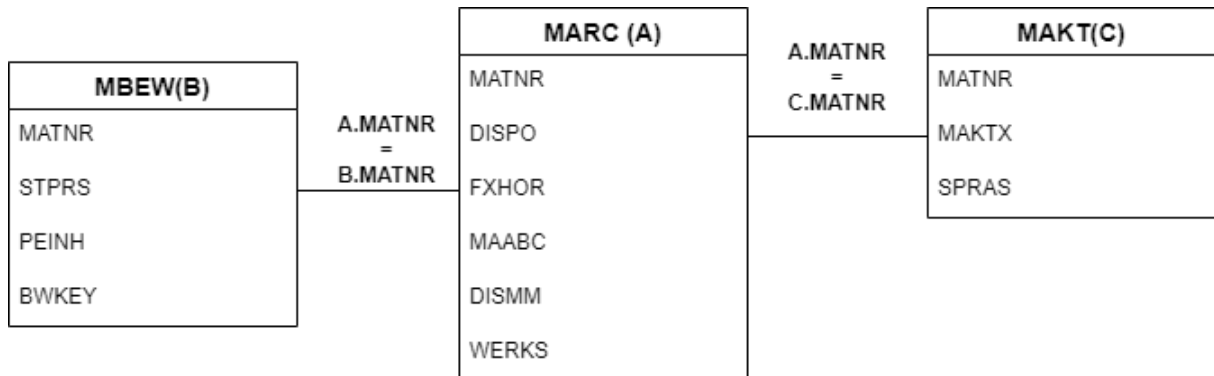 MBEW(B)
MATNR
STPRS
PEINH
BWKEY
A.MATNR
=
B.MATNR
MARC (A)
MATNR
DISPO
FXHOR
MAABC
DISMM
WERKS
A.MATNR
=
C.MATNR
MAKT(C)
MATNR
MAKTX
SPRAS